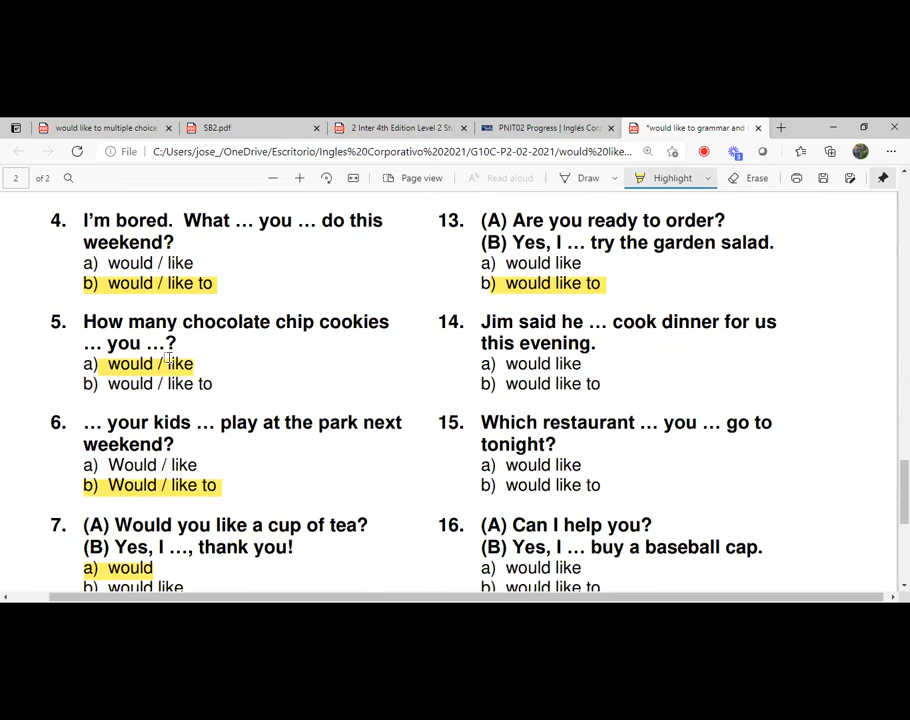 would like to multiple choice
SB2.pdf
2 Inter 4th Edition Level 2 Stu
PNIT02 Progress | Inglés Corp
*would like to grammar and
File
C:/Users/jose_/OneDrive/Escritorio/Ingles%20Corporativo%202021/G10C-P2-02-2021/would%20like...
2
of 2
Page view
Read aloud
Draw
Highlight
Erase
4. I'm bored. What ... you ... do this
weekend?
a) would / like
b) would / like to
5. How many chocolate chip cookies
... you ...?
a) would / like
b) would / like to
6. ... your kids ... play at the park next
weekend?
a) Would / like
b) Would / like to
7. (A) Would you like a cup of tea?
(B) Yes, I ..., thank you!
a) would
b) would like
13. (A) Are you ready to order?
(B) Yes, I ... try the garden salad.
a) would like
b) would like to
14. Jim said he ... cook dinner for us
this evening.
a) would like
b) would like to
15. Which restaurant ... you ... go to
tonight?
a) would like
b) would like to
16. (A) Can I help you?
(B) Yes, I ... buy a baseball cap.
a) would like
b) would like to